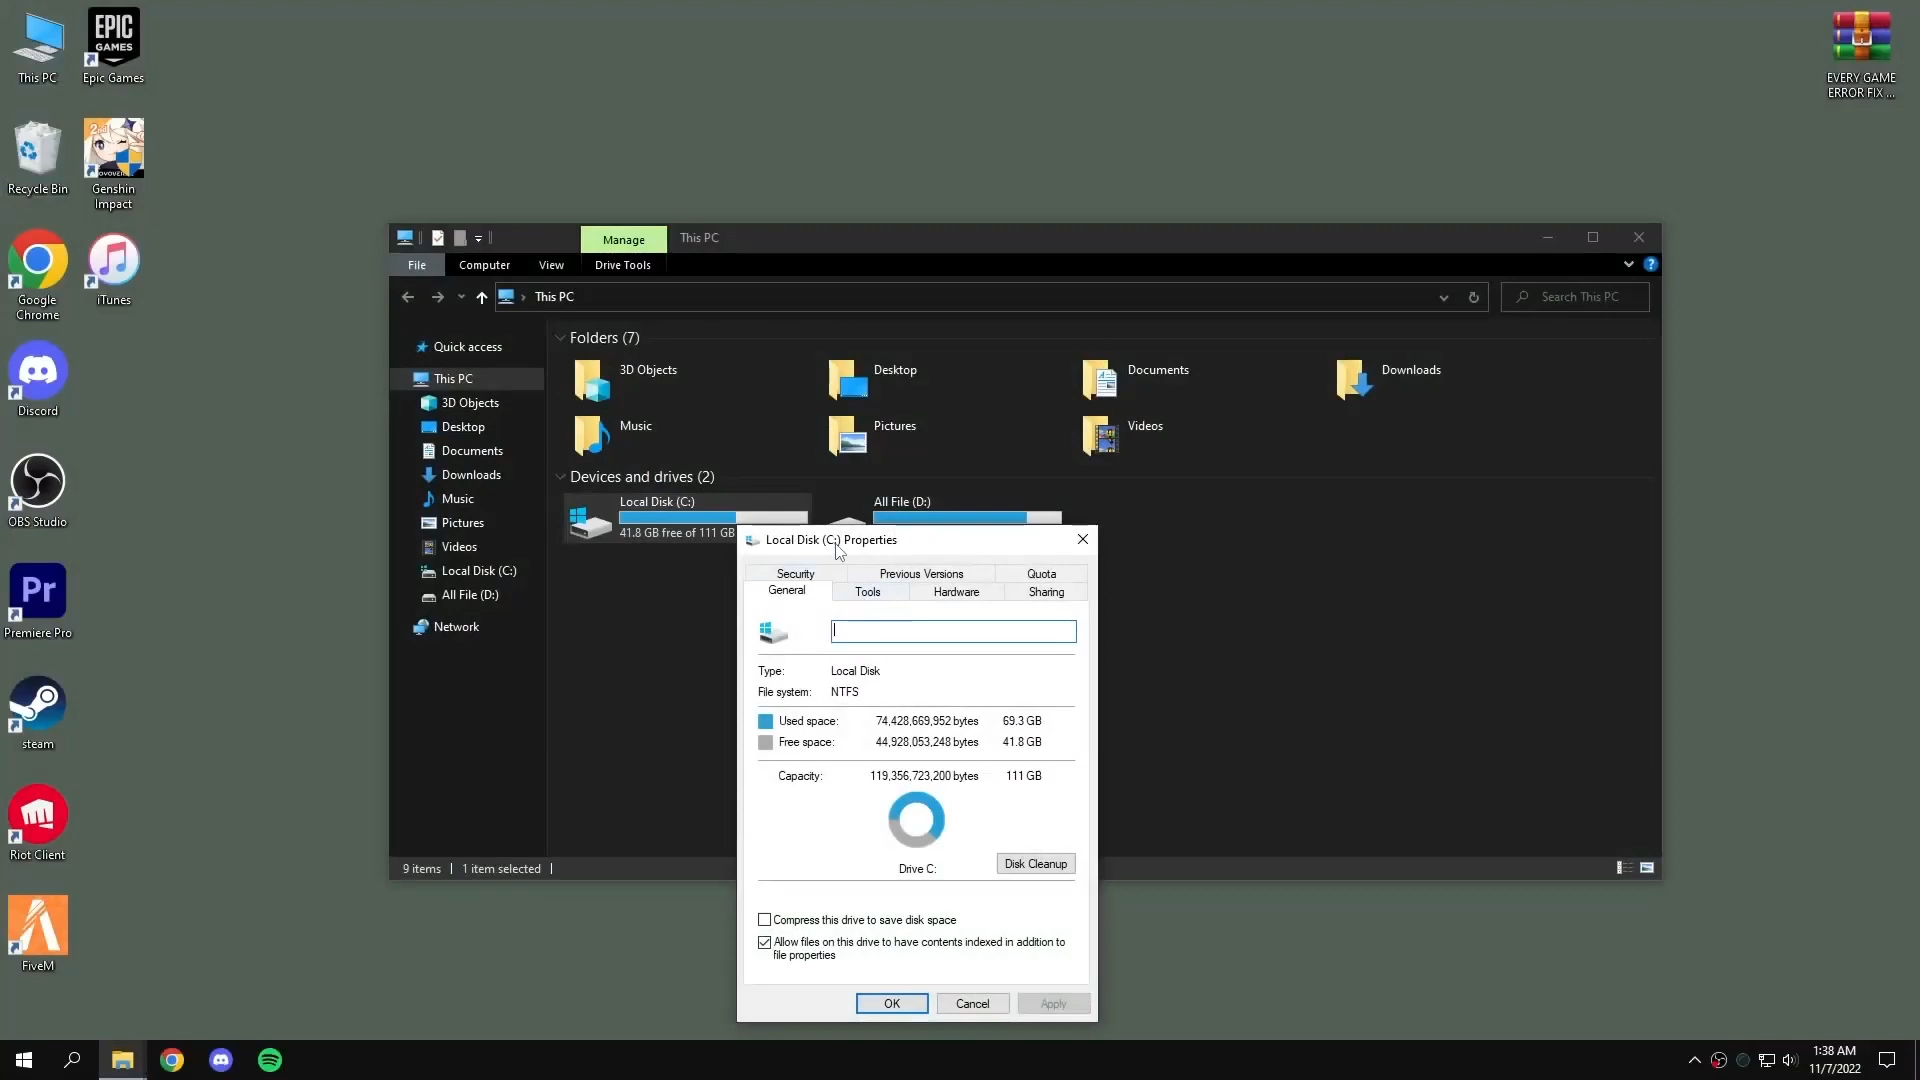 This PC
EPIC
GAMES
Epic Games
Recycle Bin
2nd
Genshin
Impact
Google
Chrome
iTunes
Discord
OBS Studio
Pr
Premiere Pro
steam
Riot Client
FiveM
EVERY GAME
ERROR FIX ...
Manage
This PC
File
Computer
View
Drive Tools
?
This PC
Search This PC
Quick access
This PC
3D Objects
Desktop
Documents
Downloads
Music
Pictures
Videos
Local Disk (C:)
All File (D:)
Network
Folders (7)
3D Objects
Desktop
Documents
Downloads
Music
Pictures
Videos
Devices and drives (2)
Local Disk (C:)
41.8 GB free of 111 GB
All File (D:)
9 items
1 item selected
Local Disk (C:) Properties
Security
Previous Versions
Quota
General
Tools
Hardware
Sharing
Type: Local Disk
File system: NTFS
Used space: 74,428,669,952 bytes 69.3 GB
Free space: 44,928,053,248 bytes 41.8 GB
Capacity: 119,356,723,200 bytes 111 GB
Drive C:
Disk Cleanup
Compress this drive to save disk space
Allow files on this drive to have contents indexed in addition to
file properties
OK
Cancel
Apply
1:38 AM
11/7/2022